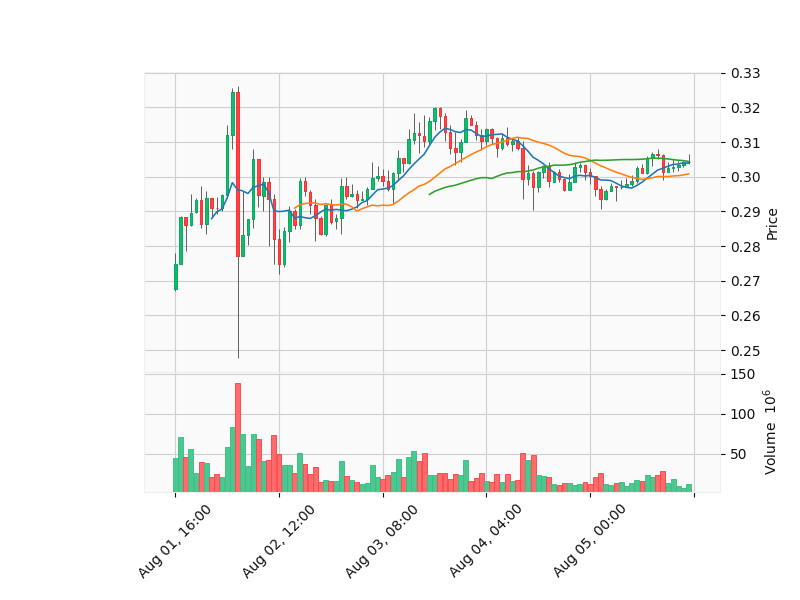 0.33
0.32
0.31
0.30
0.29
0.28
0.27
0.26
0.25
Price
150
100
50
Volume 10^6
Aug 01, 16:00
Aug 02, 12:00
Aug 03, 08:00
Aug 04, 04:00
Aug 05, 00:00